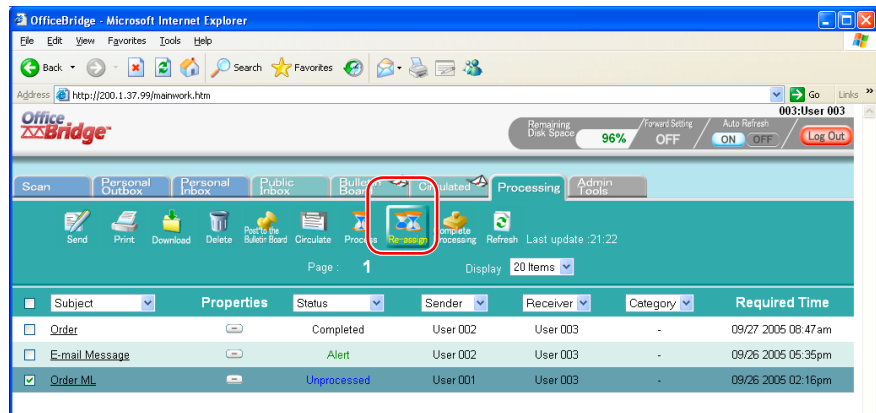 OfficeBridge - Microsoft Internet Explorer
File Edit View Favorites Tools Help
Back Search Favorites
Address http://200.1.37.99/mainwork.htm Go Links »
003:User 003
Office Bridge
Remaining Disk Space 96% Forward Setting OFF Auto Refresh ON OFF Log Out
Scan Personal Outbox Personal Inbox Public Inbox Bulletin Board Circulated Processing Admin Tools
Send Print Download Delete Post to the Bulletin Board Circulate Process Re-assign Complete Processing Refresh Last update :21:22
Page : 1 Display 20 Items
Subject Properties Status Sender Receiver Category Required Time
Order Completed User 002 User 003 - 09/27 2005 08:47am
E-mail Message Alert User 002 User 003 - 09/26 2005 05:35pm
Order ML Unprocessed User 001 User 003 - 09/26 2005 02:16pm